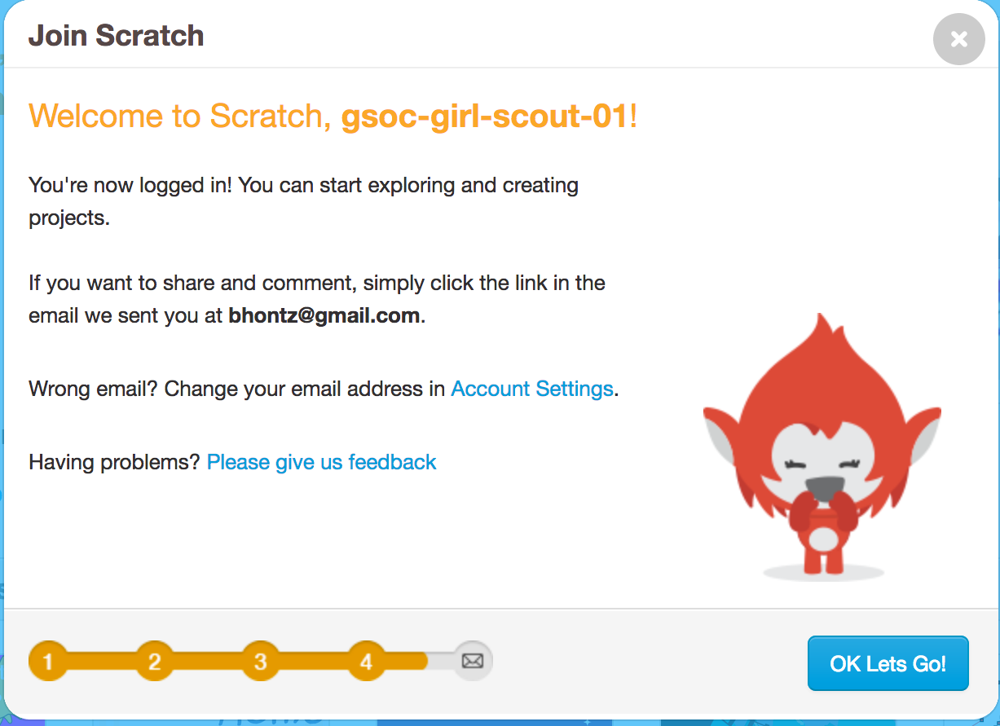 Join Scratch
Welcome to Scratch, gsoc-girl-scout-01!
You're now logged in! You can start exploring and creating
projects.
If you want to share and comment, simply click the link in the
email we sent you at bhontz@gmail.com.
Wrong email? Change your email address in Account Settings.
Having problems? Please give us feedback
1 2 3 4
OK Lets Go!